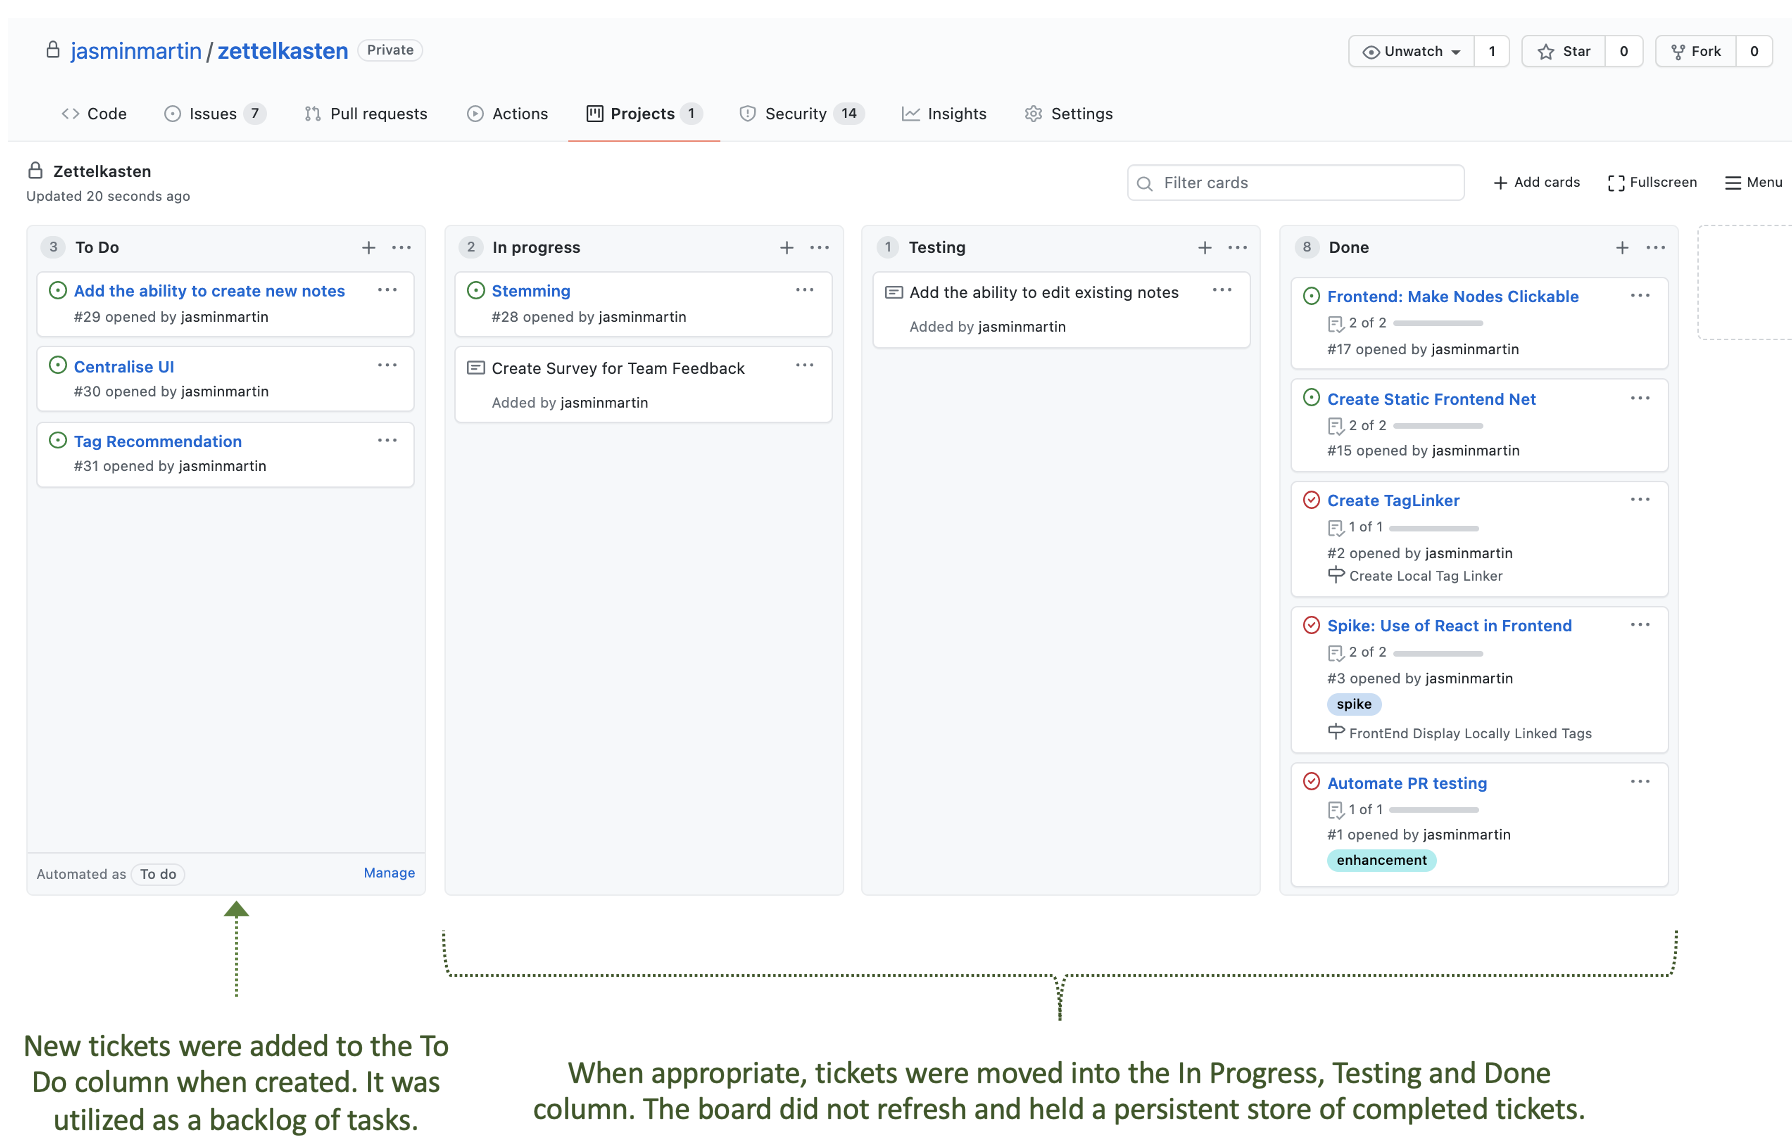 jasminmartin / zettelkasten Private
Unwatch 1 Star 0 Fork 0
Code Issues 7 Pull requests Actions Projects 1 Security 14 Insights Settings
Zettelkasten
Updated 20 seconds ago
Filter cards
Add cards Fullscreen Menu
3 To Do
Add the ability to create new notes
#29 opened by jasminmartin
Centralise UI
#30 opened by jasminmartin
Tag Recommendation
#31 opened by jasminmartin
Automated as To do Manage
2 In progress
Stemming
#28 opened by jasminmartin
Create Survey for Team Feedback
Added by jasminmartin
1 Testing
Add the ability to edit existing notes
Added by jasminmartin
8 Done
Frontend: Make Nodes Clickable
2 of 2
#17 opened by jasminmartin
Create Static Frontend Net
2 of 2
#15 opened by jasminmartin
Create TagLinker
1 of 1
#2 opened by jasminmartin
Create Local Tag Linker
Spike: Use of React in Frontend
2 of 2
#3 opened by jasminmartin
spike
FrontEnd Display Locally Linked Tags
Automate PR testing
1 of 1
#1 opened by jasminmartin
enhancement
New tickets were added to the To
Do column when created. It was
utilized as a backlog of tasks.
When appropriate, tickets were moved into the In Progress, Testing and Done
column. The board did not refresh and held a persistent store of completed tickets.